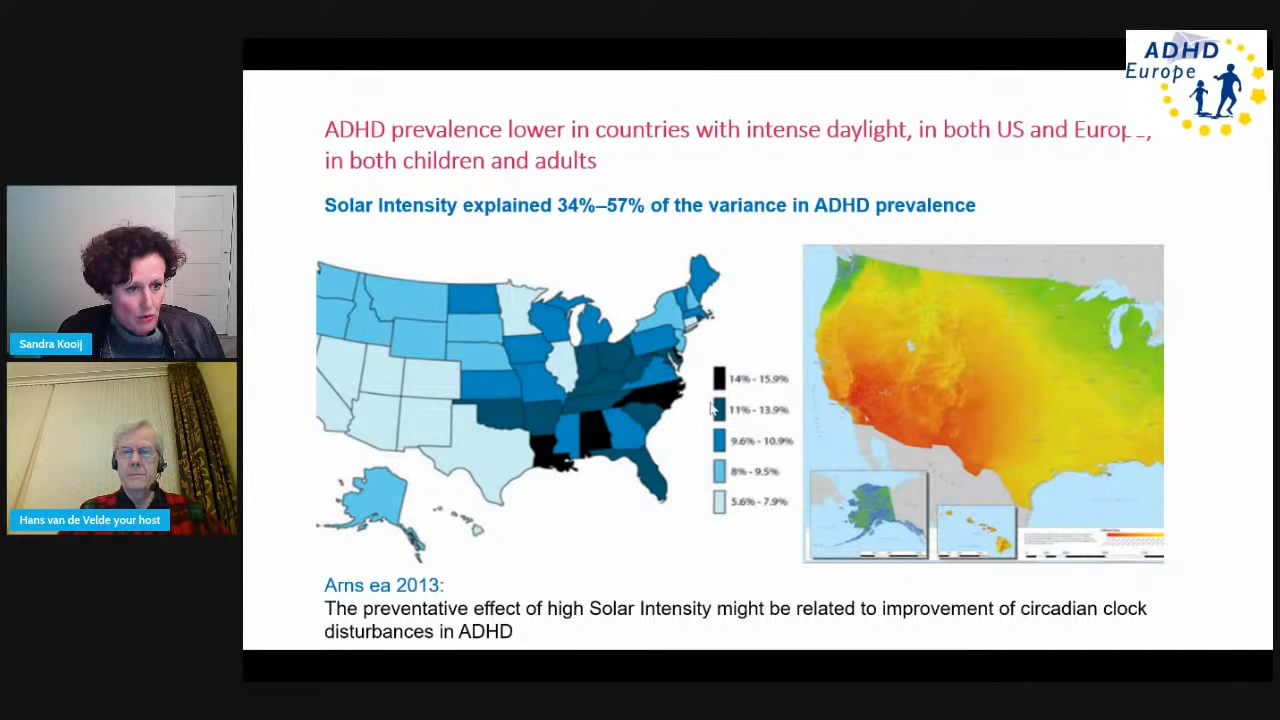 ADHD
Europe
ADHD prevalence lower in countries with intense daylight, in both US and Europe,
in both children and adults
Solar Intensity explained 34%–57% of the variance in ADHD prevalence
14% - 15.9%
11% - 13.9%
9.6% - 10.9%
8% - 9.5%
5.6% - 7.9%
Sandra Kooij
Hans van de Velde your host
Arns ea 2013:
The preventative effect of high Solar Intensity might be related to improvement of circadian clock
disturbances in ADHD